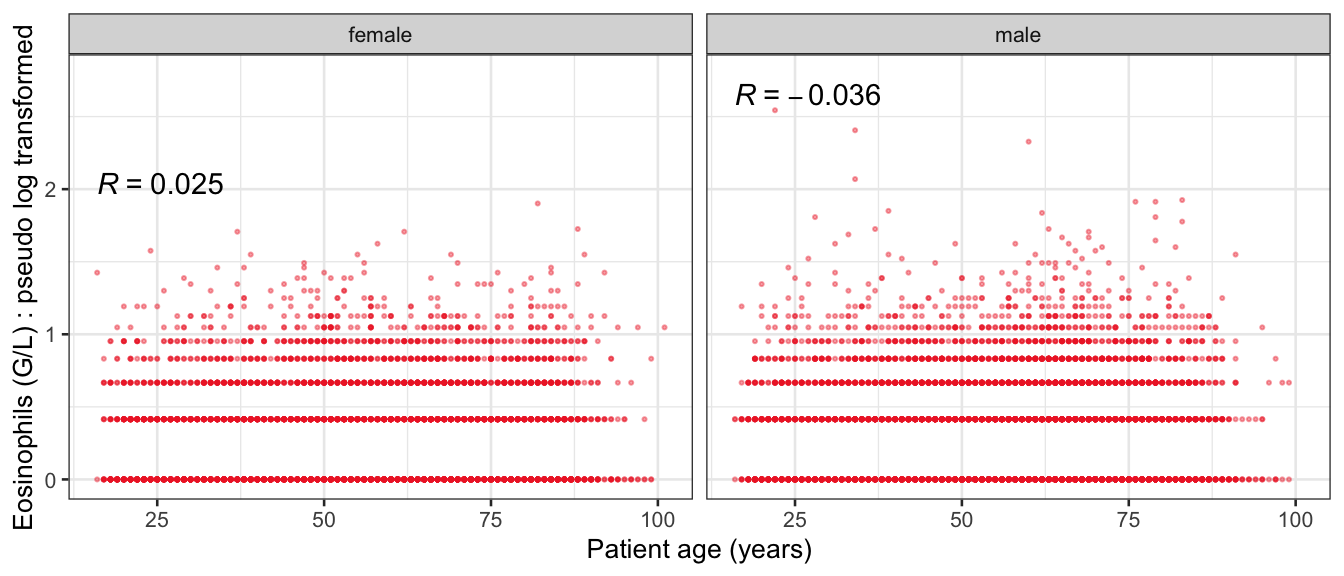 female
male
Eosinophils (G/L) : pseudo log transformed
R = 0.025
R = −0.036
2
1
0
25
50
75
100
25
50
75
100
Patient age (years)